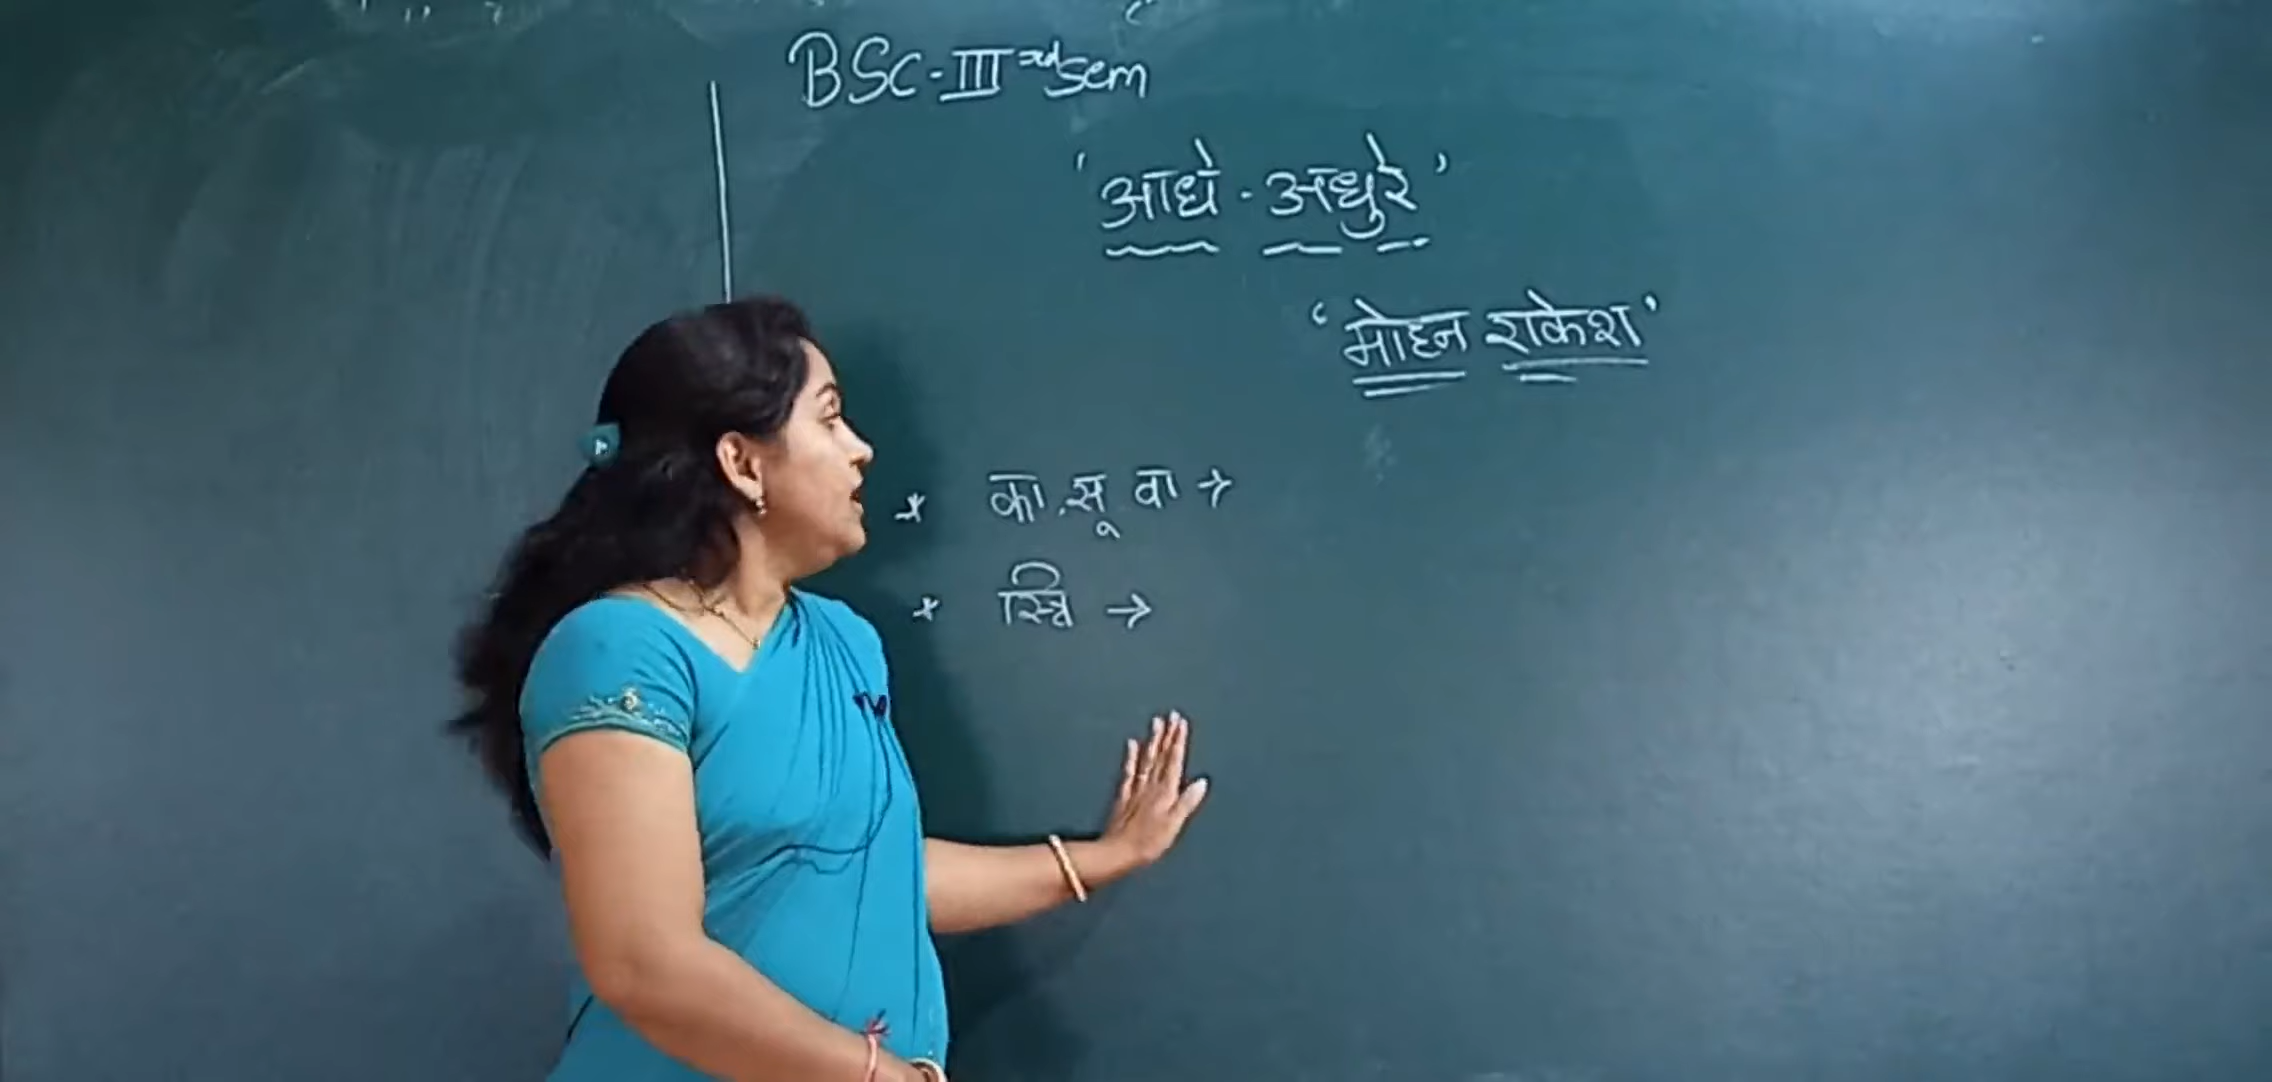 BSC-III rd Sem
'आधे - अधुरे'
'मोहन राकेश'
* का.सू वा →
* स्त्रि →